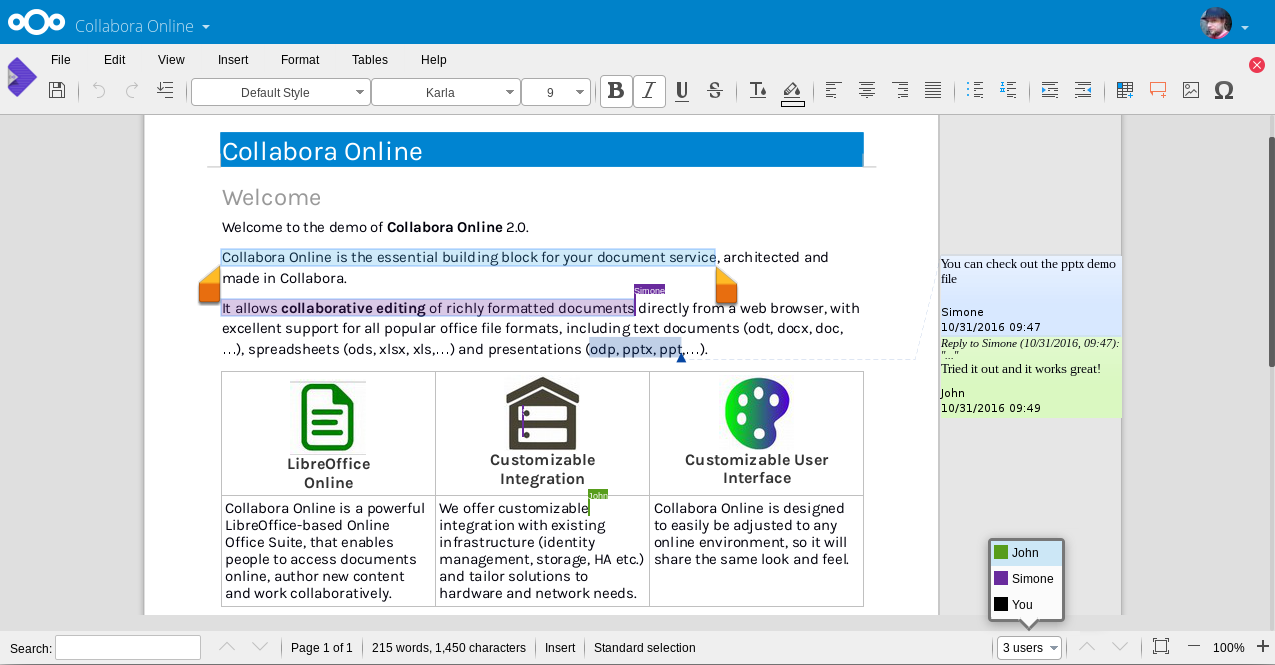 Collabora Online
File Edit View Insert Format Tables Help
Default Style Karla 9 B I U S T Ω
Collabora Online
Welcome
Welcome to the demo of Collabora Online 2.0.
Collabora Online is the essential building block for your document service, architected and
made in Collabora.
Simone
It allows collaborative editing of richly formatted documents directly from a web browser, with
excellent support for all popular office file formats, including text documents (odt, docx, doc,
…), spreadsheets (ods, xlsx, xls,…) and presentations (odp, pptx, ppt,…).
LibreOffice
Online
Customizable
Integration
Customizable User
Interface
Collabora Online is a powerful
LibreOffice-based Online
Office Suite, that enables
people to access documents
online, author new content
and work collaboratively.
John
We offer customizable
integration with existing
infrastructure (identity
management, storage, HA etc.)
and tailor solutions to
hardware and network needs.
Collabora Online is designed
to easily be adjusted to any
online environment, so it will
share the same look and feel.
You can check out the pptx demo
file
Simone
10/31/2016 09:47
Reply to Simone (10/31/2016, 09:47):
"..."
Tried it out and it works great!
John
10/31/2016 09:49
John
Simone
You
Search: Page 1 of 1 215 words, 1,450 characters Insert Standard selection 3 users 100%